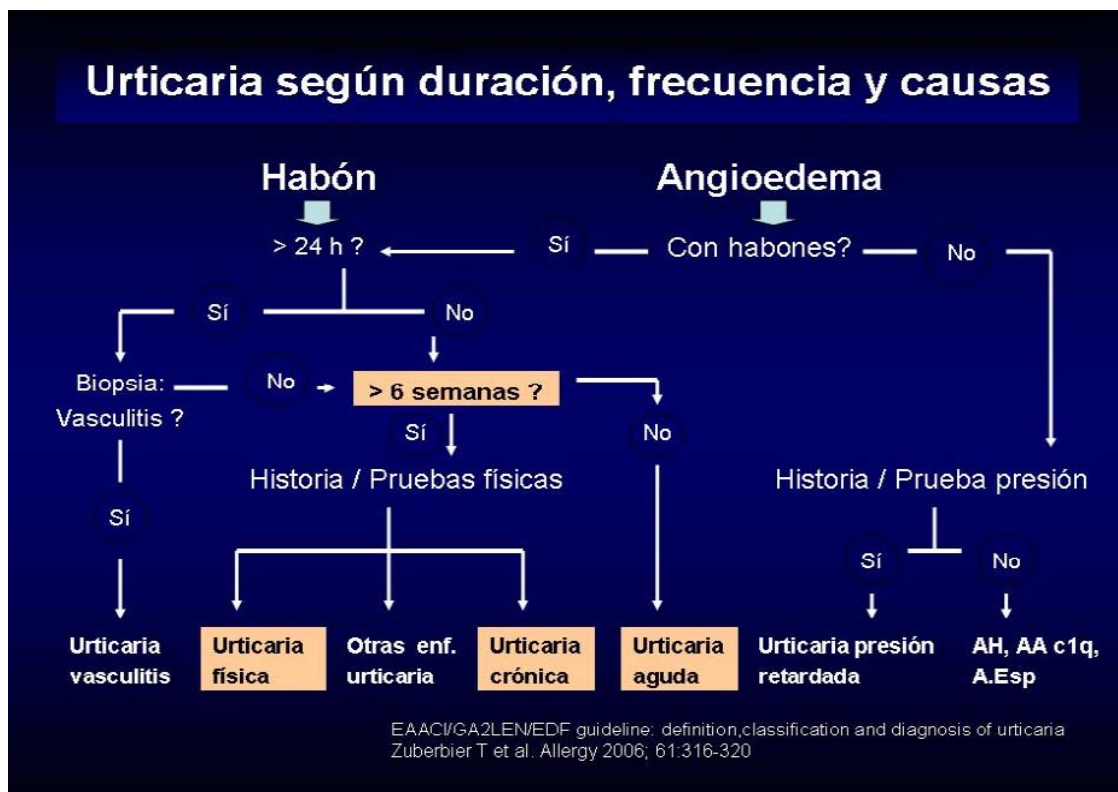 Urticaria según duración, frecuencia y causas
Habón
Angioedema
> 24 h ?
Sí
Con habones?
No
Sí
No
Biopsia:
Vasculitis ?
No
> 6 semanas ?
Sí
No
Historia / Pruebas físicas
Historia / Prueba presión
Sí
Sí
No
Urticaria
vasculitis
Urticaria
física
Otras enf.
urticaria
Urticaria
crónica
Urticaria
aguda
Urticaria presión
retardada
AH, AA c1q,
A.Esp
EAACI/GA2LEN/EDF guideline: definition,classification and diagnosis of urticaria
Zuberbier T et al. Allergy 2006; 61:316-320